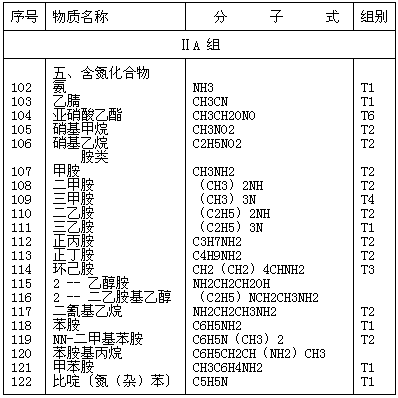 序号 物质名称 分 子 式 组别
ⅡA 组
五、含氮化合物
102 氨 NH3 T1
103 乙腈 CH3CN T1
104 亚硝酸乙酯 CH3CH2ONO T6
105 硝基甲烷 CH3NO2 T2
106 硝基乙烷 C2H5NO2 T2
胺类
107 甲胺 CH3NH2 T2
108 二甲胺 (CH3) 2NH T2
109 三甲胺 (CH3) 3N T4
110 二乙胺 (C2H5) 2NH T2
111 三乙胺 (C2H5) 3N T1
112 正丙胺 C3H7NH2 T2
113 正丁胺 C4H9NH2 T2
114 环己胺 CH2 (CH2) 4CHNH2 T3
115 2 -- 乙醇胺 NH2CH2CH2OH
116 2 -- 二乙胺基乙醇 (C2H5) NCH2CH3NH2
117 二氨基乙烷 NH2CH2CH3NH2 T2
118 苯胺 C6H5NH2 T1
119 NN-二甲基苯胺 C6H5N (CH3) 2 T2
120 苯胺基丙烷 C6H5CH2CH (NH2) CH3
121 甲苯胺 CH3C6H4NH2 T1
122 比啶〔氮（杂）苯〕 C5H5N T1